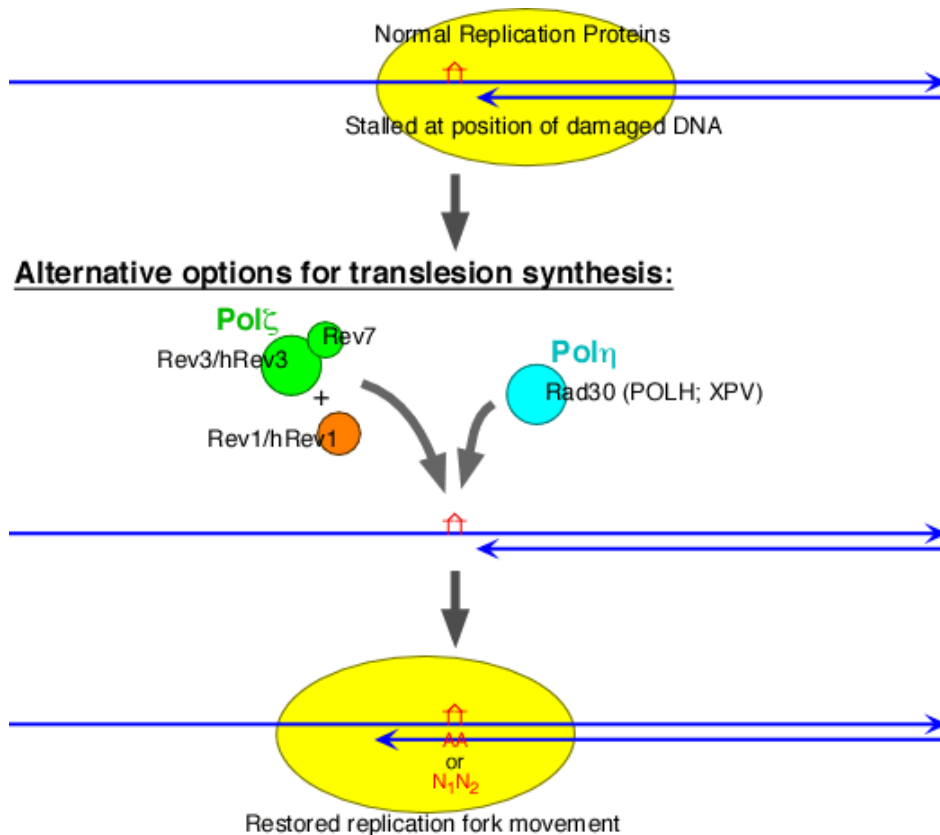 Normal Replication Proteins
Stalled at position of damaged DNA
Alternative options for translesion synthesis:
Polζ
Rev7
Rev3/hRev3
+
Rev1/hRev1
Polη
Rad30 (POLH; XPV)
AA
or
N₁N₂
Restored replication fork movement